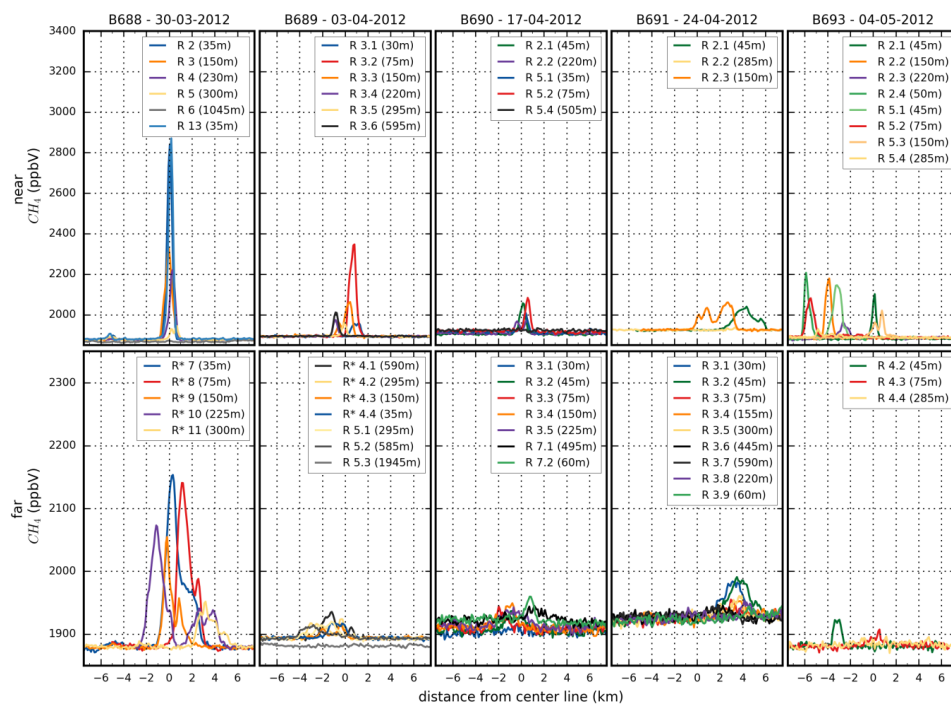 B688 - 30-03-2012
B689 - 03-04-2012
B690 - 17-04-2012
B691 - 24-04-2012
B693 - 04-05-2012
3400
3200
3000
2800
2600
2400
2200
2000
near
CH4 (ppbV)
R 2 (35m)
R 3 (150m)
R 4 (230m)
R 5 (300m)
R 6 (1045m)
R 13 (35m)
R 3.1 (30m)
R 3.2 (75m)
R 3.3 (150m)
R 3.4 (220m)
R 3.5 (295m)
R 3.6 (595m)
R 2.1 (45m)
R 2.2 (220m)
R 5.1 (35m)
R 5.2 (75m)
R 5.4 (505m)
R 2.1 (45m)
R 2.2 (285m)
R 2.3 (150m)
R 2.1 (45m)
R 2.2 (150m)
R 2.3 (220m)
R 2.4 (50m)
R 5.1 (45m)
R 5.2 (75m)
R 5.3 (150m)
R 5.4 (285m)
2300
2200
2100
2000
1900
far
CH4 (ppbV)
R* 7 (35m)
R* 8 (75m)
R* 9 (150m)
R* 10 (225m)
R* 11 (300m)
R* 4.1 (590m)
R* 4.2 (295m)
R* 4.3 (150m)
R* 4.4 (35m)
R 5.1 (295m)
R 5.2 (585m)
R 5.3 (1945m)
R 3.1 (30m)
R 3.2 (45m)
R 3.3 (75m)
R 3.4 (150m)
R 3.5 (225m)
R 7.1 (495m)
R 7.2 (60m)
R 3.1 (30m)
R 3.2 (45m)
R 3.3 (75m)
R 3.4 (155m)
R 3.5 (300m)
R 3.6 (445m)
R 3.7 (590m)
R 3.8 (220m)
R 3.9 (60m)
R 4.2 (45m)
R 4.3 (75m)
R 4.4 (285m)
−6 −4 −2 0 2 4 6
−6 −4 −2 0 2 4 6
−6 −4 −2 0 2 4 6
−6 −4 −2 0 2 4 6
−6 −4 −2 0 2 4 6
distance from center line (km)